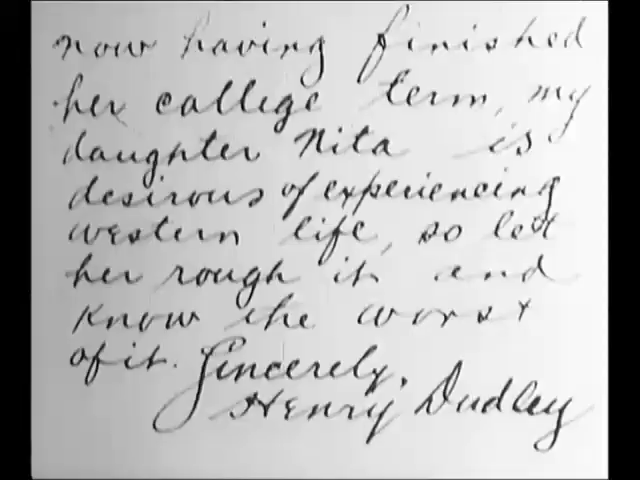 now having finished
her college term, my
daughter Nita is
desirous of experiencing
western life, so let
her rough it and
know the worst
of it. Sincerely,
Henry Dudley